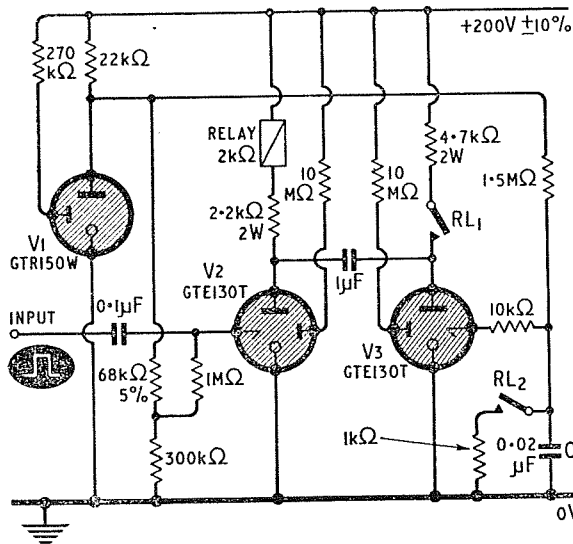 +200V ±10%
270
kΩ
22kΩ
RELAY
2kΩ
10
MΩ
10
MΩ
4·7kΩ
2W
1·5MΩ
2·2kΩ
2W
RL1
V1
GTR150W
V2
GTE130T
1μF
0·1μF
INPUT
V3
GTE130T
10kΩ
68kΩ
5%
1MΩ
RL2
1kΩ
0·02
μF
C
300kΩ
0V